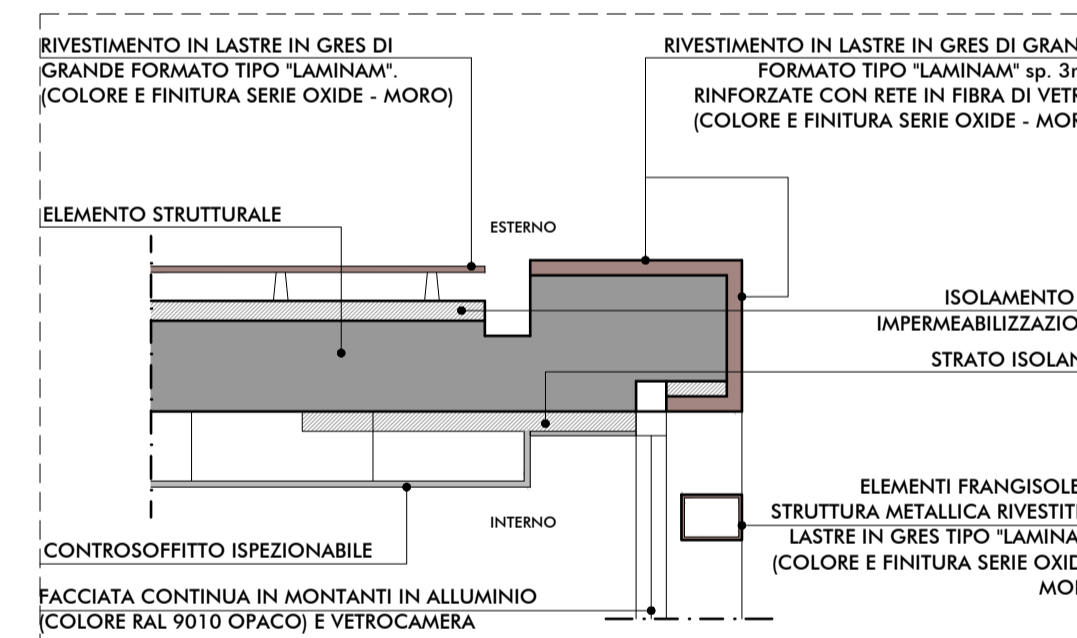 RIVESTIMENTO IN LASTRE IN GRES DI
GRANDE FORMATO TIPO "LAMINAM".
(COLORE E FINITURA SERIE OXIDE - MORO)
RIVESTIMENTO IN LASTRE IN GRES DI
FORMATO TIPO "LAMINAM" sp.
RINFORZATE CON RETE IN FIBRA DI
(COLORE E FINITURA SERIE OXIDE -
ELEMENTO STRUTTURALE
ESTERNO
ISOLAMENTO
STRATO
ELEMENTI FRANGISOLE
STRUTTURA METALLICA
LASTRE IN GRES TIPO
(COLORE E FINITURA SERIE
INTERNO
CONTROSOFFITTO ISPEZIONABILE
FACCIATA CONTINUA IN MONTANTI IN ALLUMINIO
(COLORE RAL 9010 OPACO) E VETROCAMERA